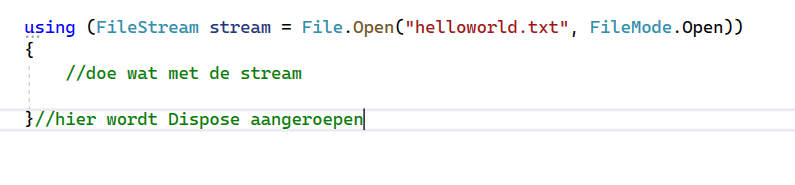 using (FileStream stream = File.Open("helloworld.txt", FileMode.Open))
{
//doe wat met de stream
}//hier wordt Dispose aangeroepen